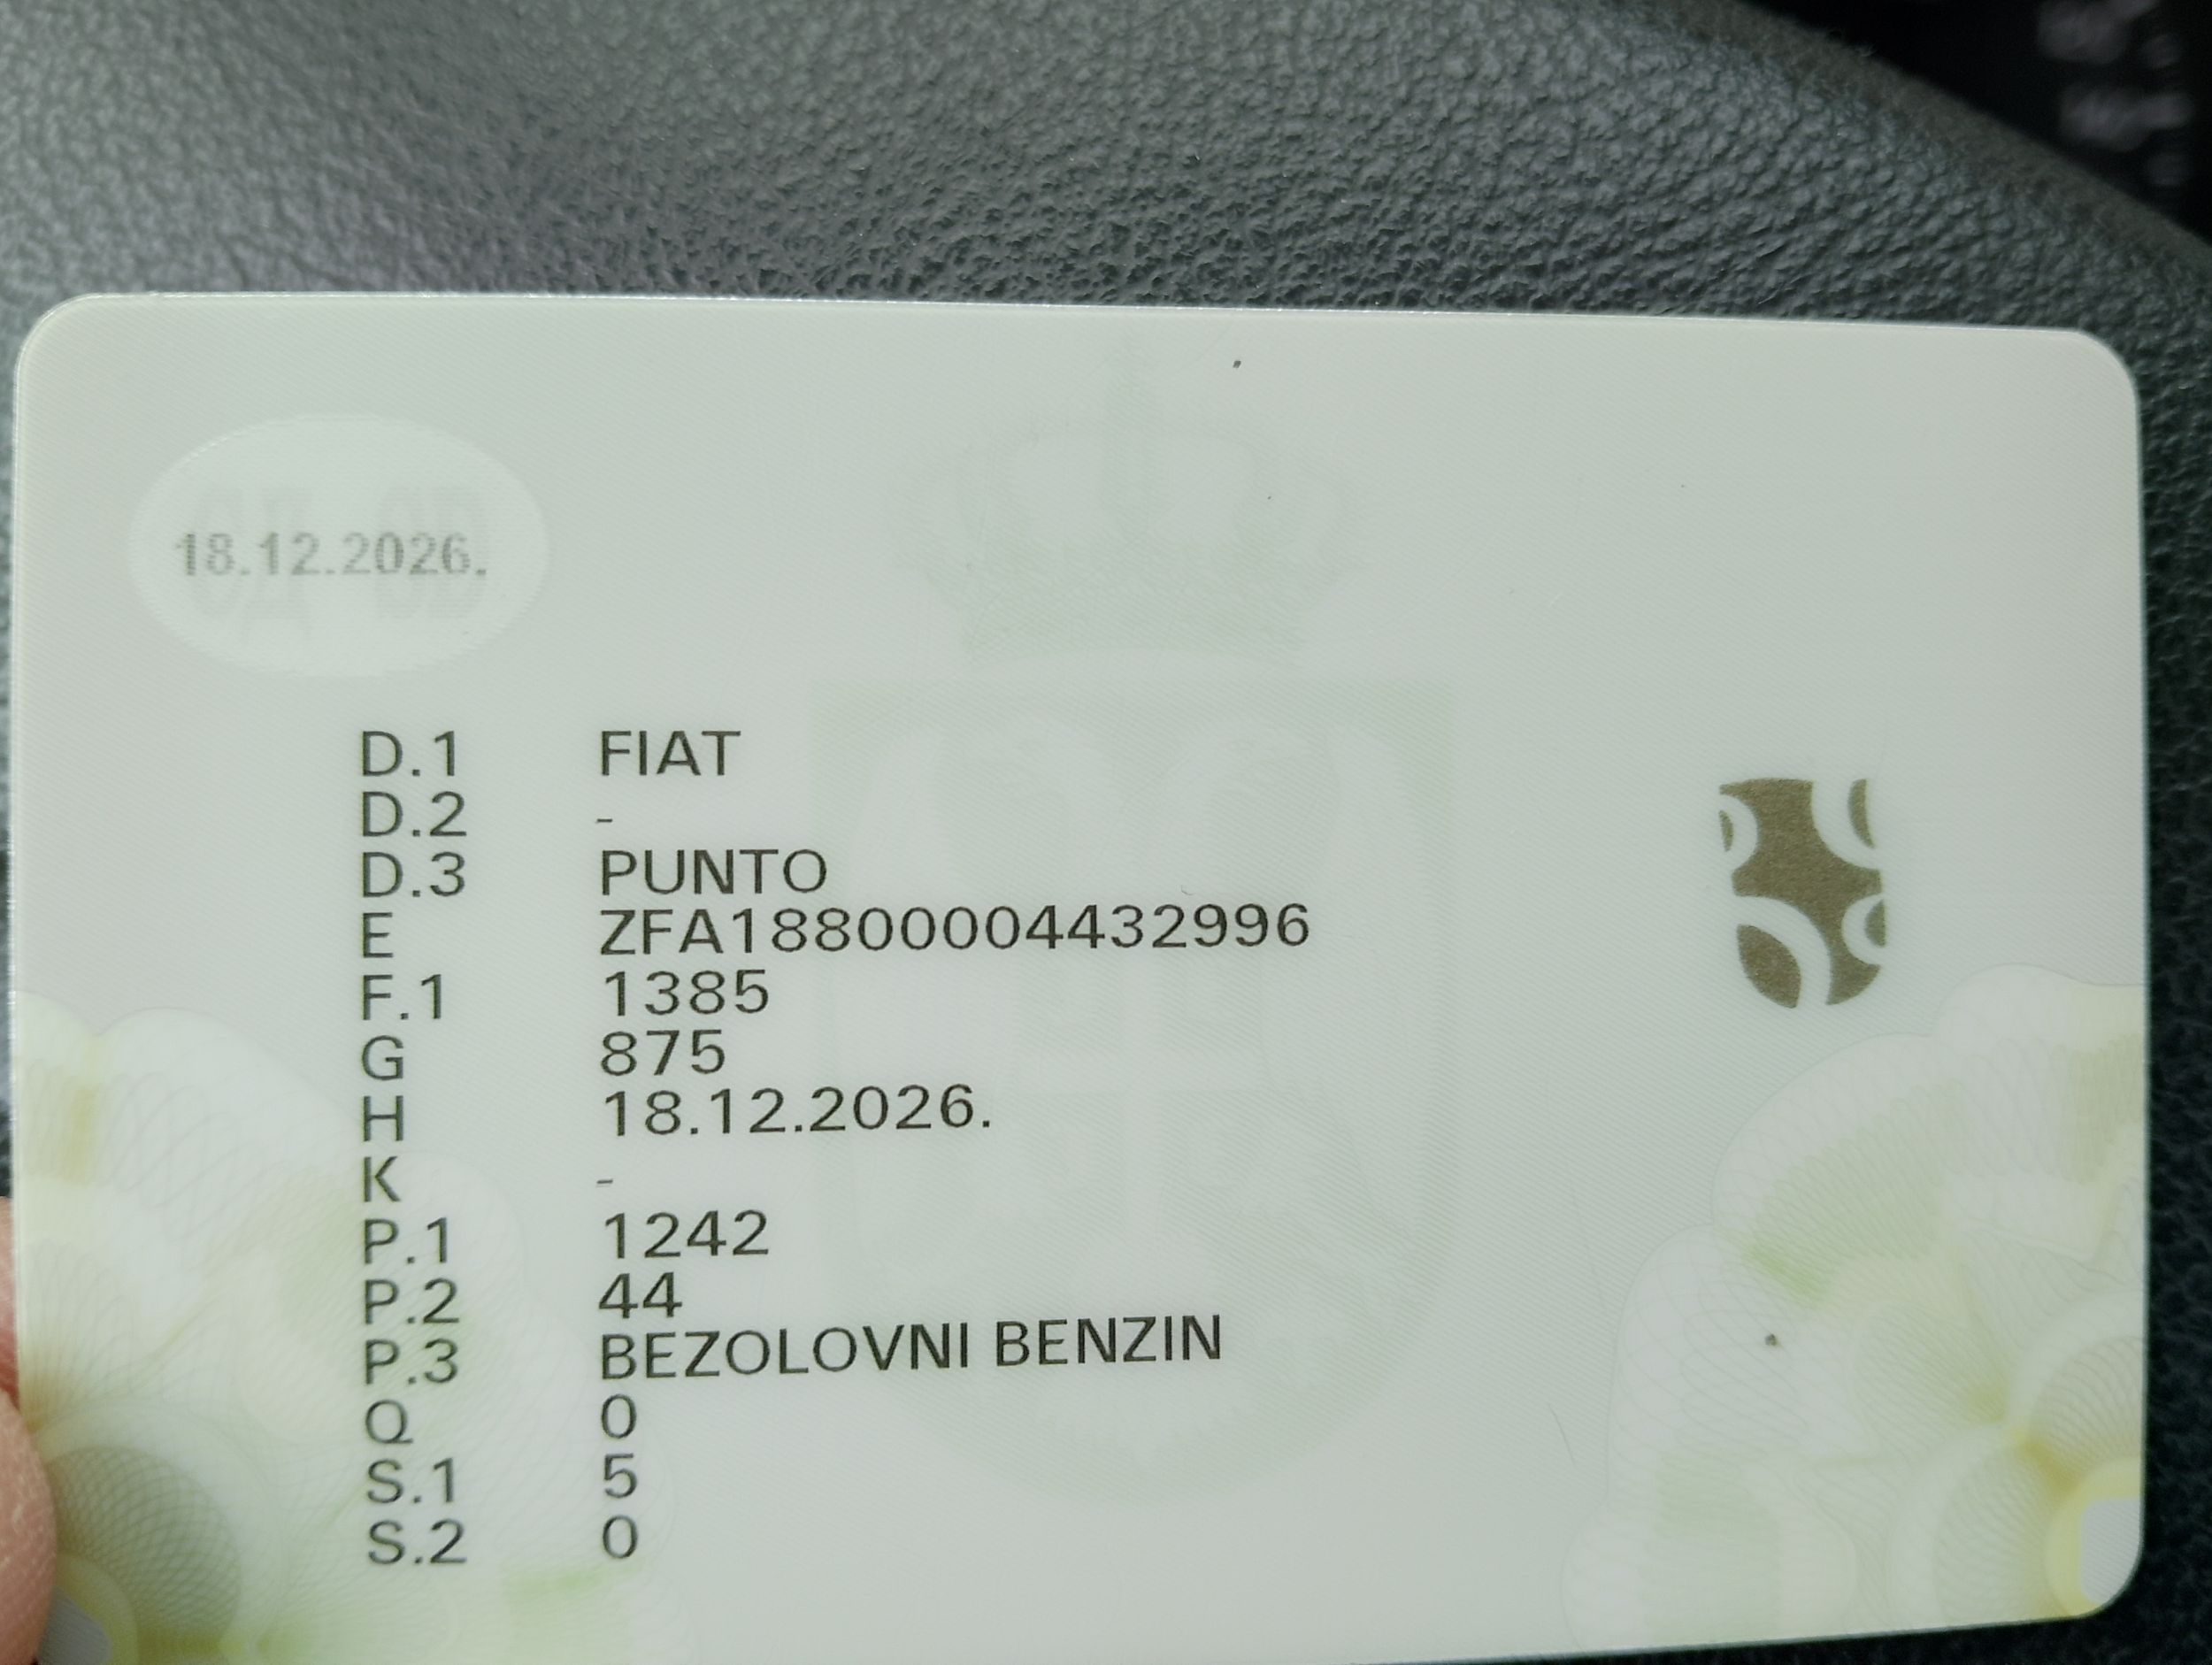 18.12.2026.
D.1 FIAT
D.2 -
D.3 PUNTO
E ZFA18800004432996
F.1 1385
G 875
H 18.12.2026.
K -
P.1 1242
P.2 44
P.3 BEZOLOVNI BENZIN
Q 0
S.1 5
S.2 0